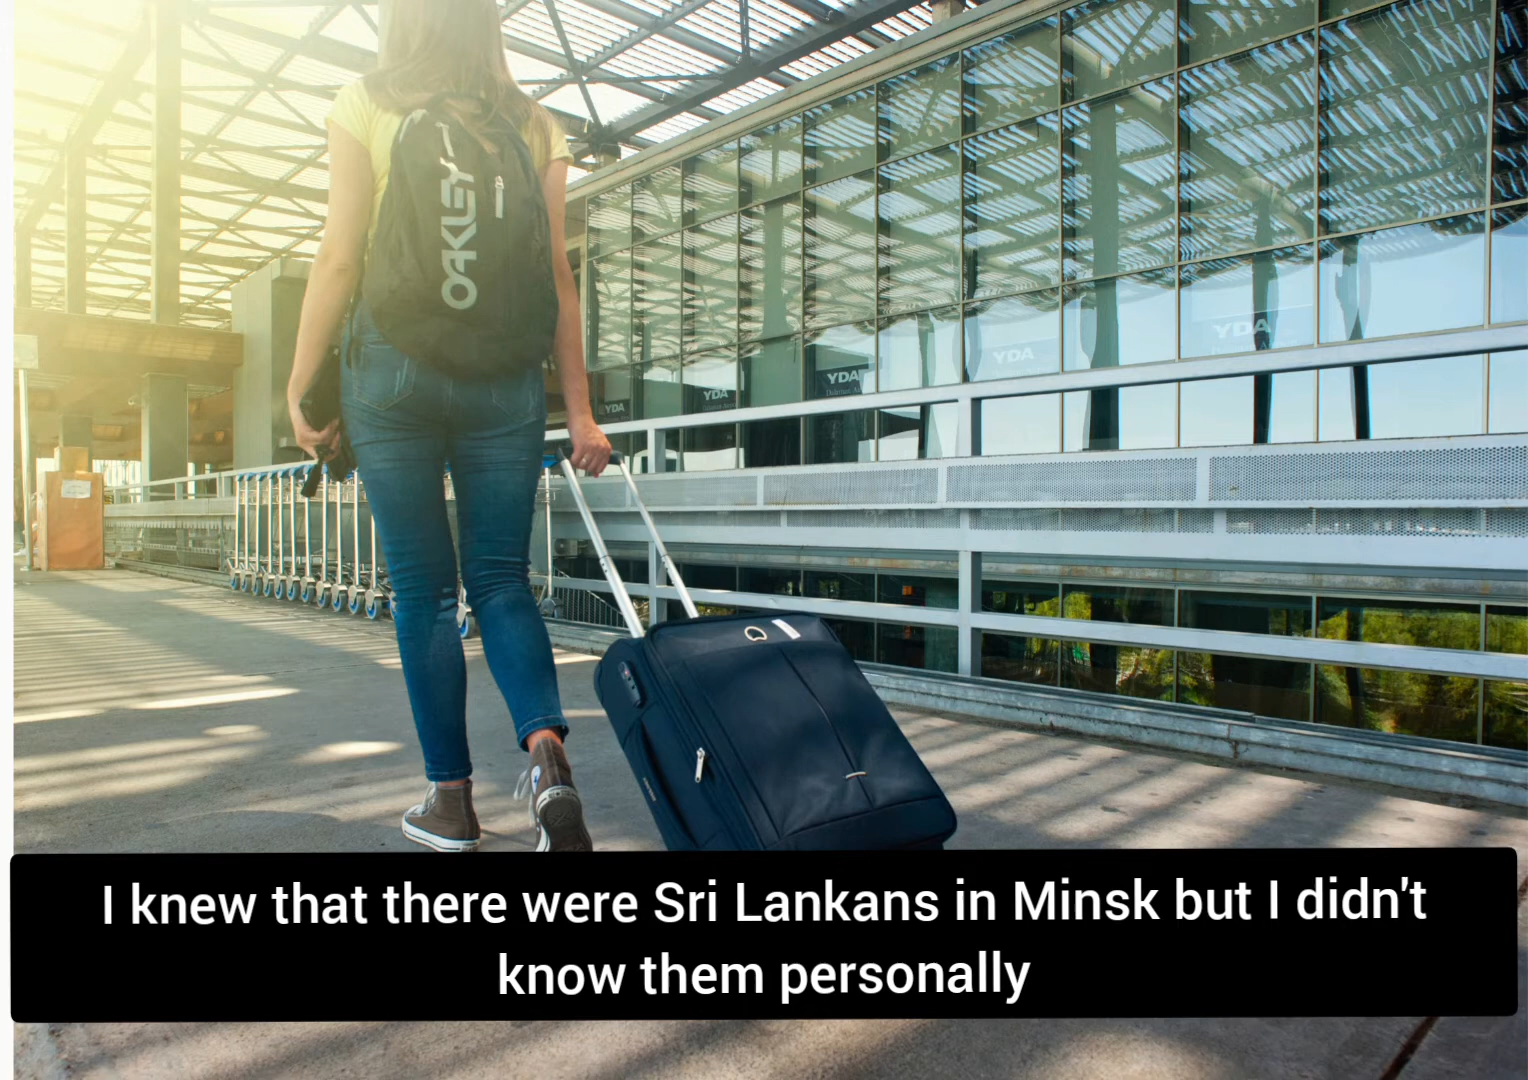 OAKLEY
YDA
YDA
YDA
YDA
YDA
I knew that there were Sri Lankans in Minsk but I didn't
know them personally